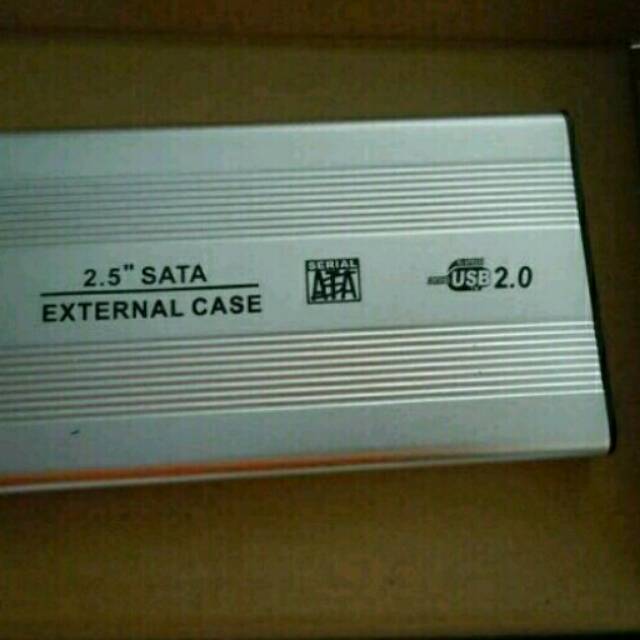 2.5" SATA
EXTERNAL CASE
SERIAL
ATA
USB 2.0